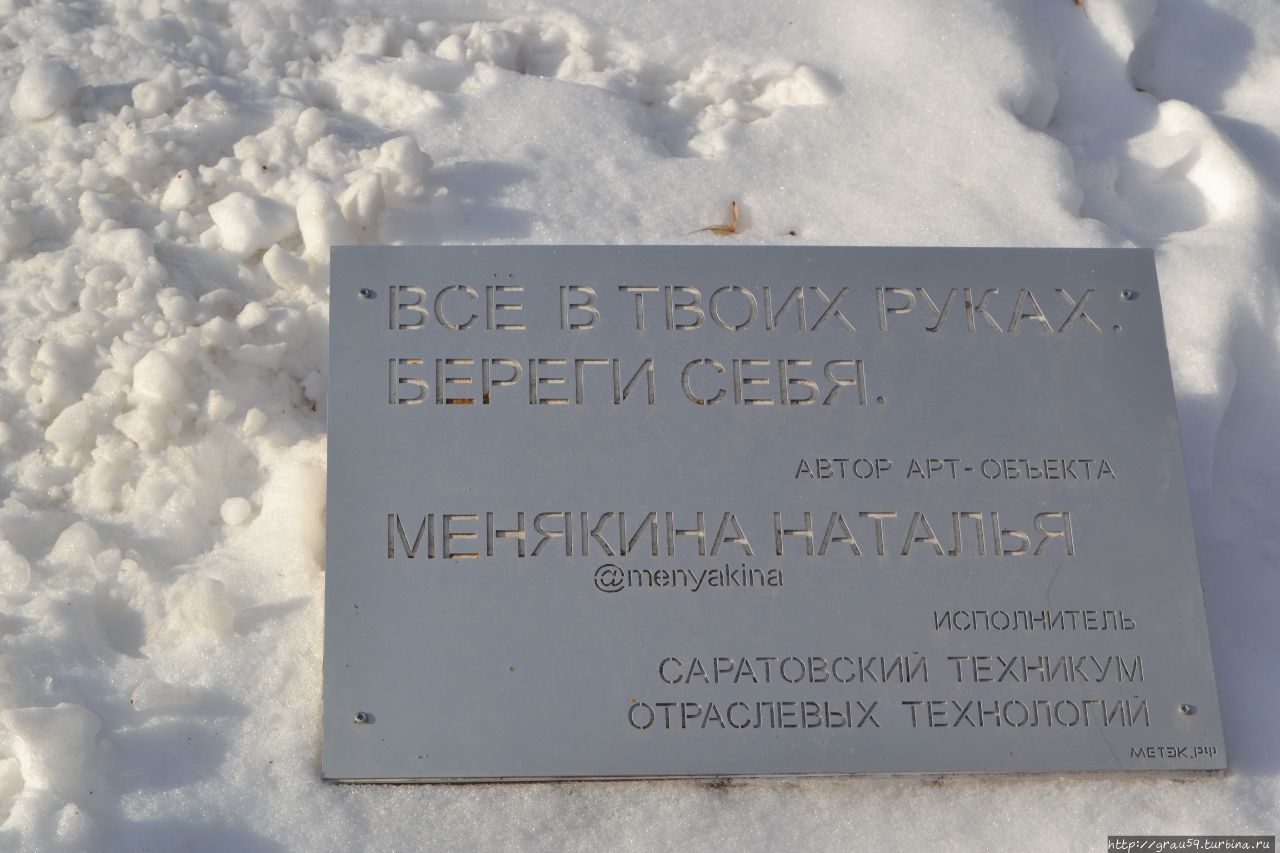 ВСЁ В ТВОИХ РУКАХ.
БЕРЕГИ СЕБЯ.
АВТОР АРТ-ОБЪЕКТА
МЕНЯКИНА НАТАЛЬЯ
@menyakina
ИСПОЛНИТЕЛЬ
САРАТОВСКИЙ ТЕХНИКУМ
ОТРАСЛЕВЫХ ТЕХНОЛОГИЙ
МЕТЭК.РФ
http://grau59.turbina.ru